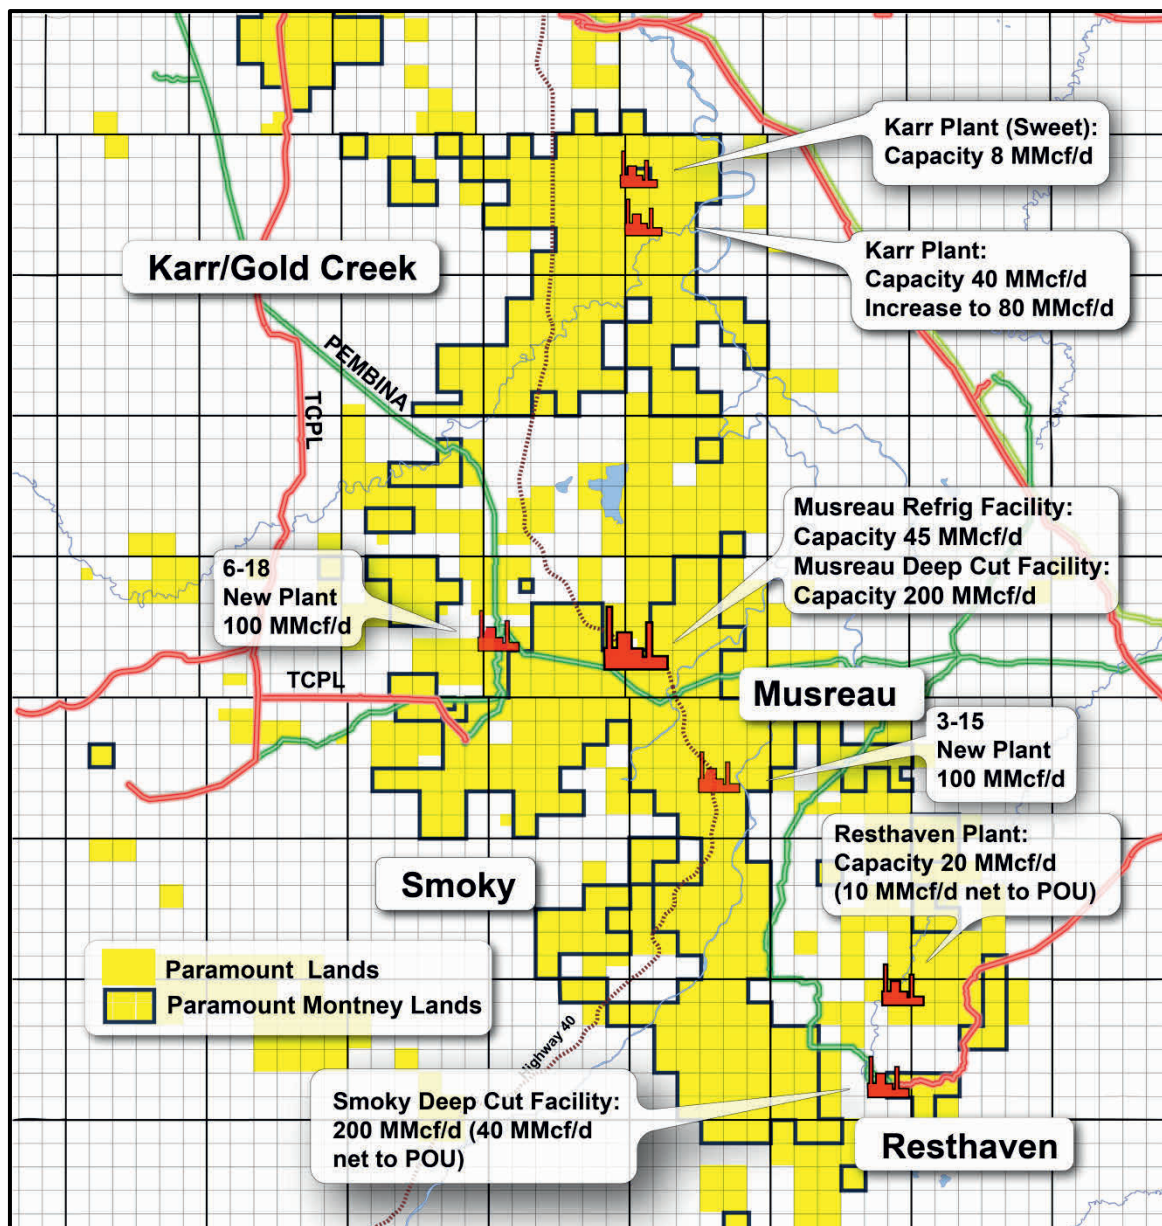 Karr Plant (Sweet):
Capacity 8 MMcf/d
Karr Plant:
Capacity 40 MMcf/d
Increase to 80 MMcf/d
Karr/Gold Creek
PEMBINA
TCPL
Musreau Refrig Facility:
Capacity 45 MMcf/d
Musreau Deep Cut Facility:
Capacity 200 MMcf/d
6-18
New Plant
100 MMcf/d
TCPL
Musreau
3-15
New Plant
100 MMcf/d
Resthaven Plant:
Capacity 20 MMcf/d
(10 MMcf/d net to POU)
Smoky
Paramount Lands
Paramount Montney Lands
Highway 40
Smoky Deep Cut Facility:
200 MMcf/d (40 MMcf/d
net to POU)
Resthaven